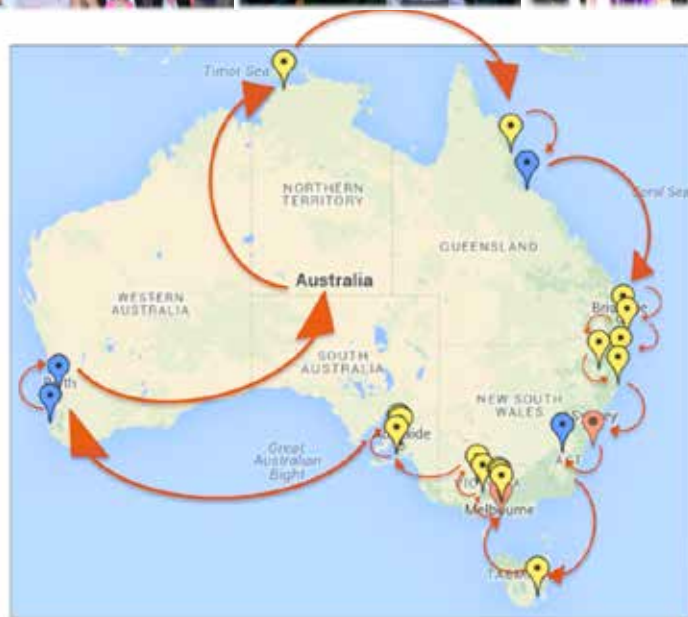 Timor Sea
NORTHERN
TERRITORY
Coral Sea
QUEENSLAND
Australia
WESTERN
AUSTRALIA
SOUTH
AUSTRALIA
NEW SOUTH
WALES
Great
Australian
Bight
Melbourne